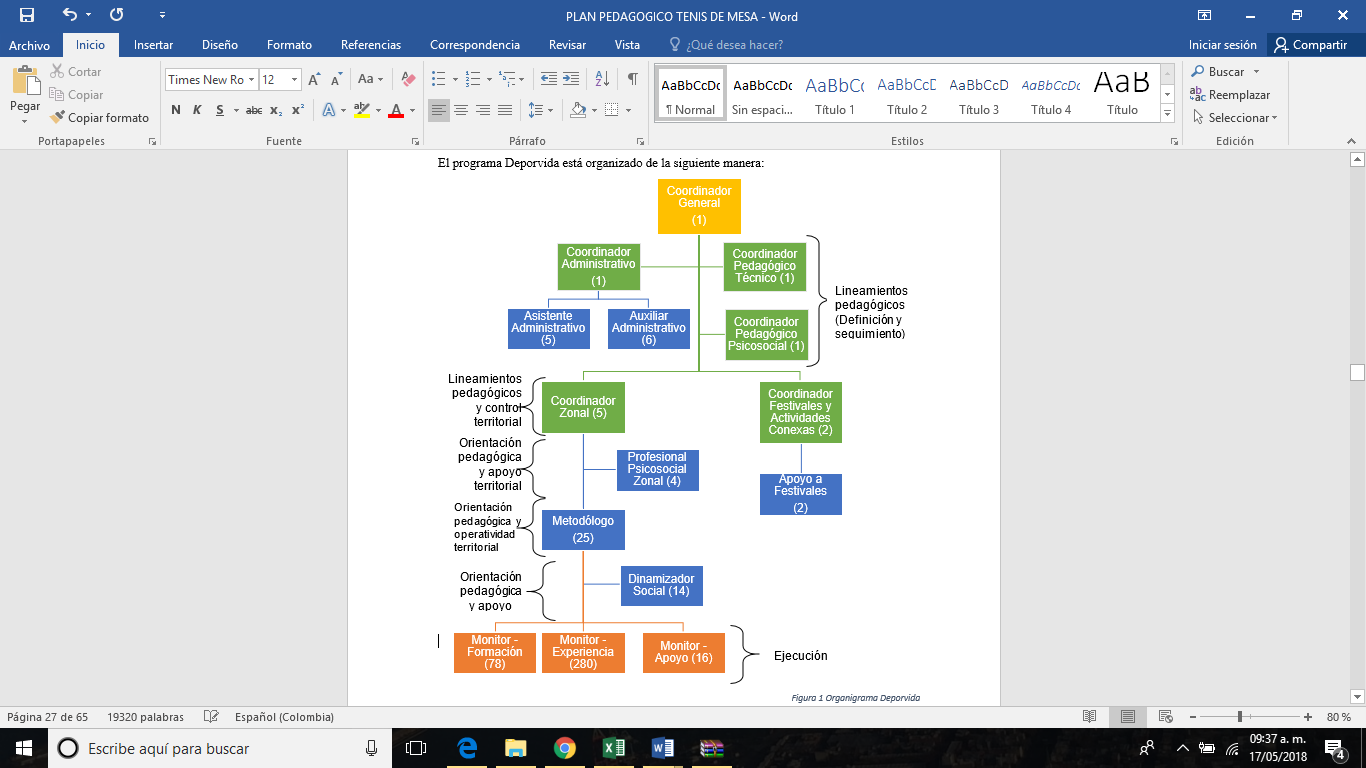 PLAN PEDAGOGICO TENIS DE MESA - Word
Archivo
Inicio
Insertar
Diseño
Formato
Referencias
Correspondencia
Revisar
Vista
¿Qué desea hacer?
Iniciar sesión
Compartir
Pegar
Cortar
Copiar
Copiar formato
Portapapeles
Times New Ro
12
Aa
N K S abc x₂ x²
A
ab
A
Fuente
Párrafo
AaBbCcDc
¶ Normal
AaBbCcDc
Sin espaci...
AaBbCc
Título 1
AaBbCcD
Título 2
AaBbCcD
Título 3
AaBbCcDc
Título 4
AaB
Título
Estilos
Buscar
Reemplazar
Seleccionar
Edición
El programa Deporvida está organizado de la siguiente manera:
Coordinador
General
(1)
Coordinador
Administrativo
(1)
Coordinador
Pedagógico
Técnico (1)
Lineamientos
pedagógicos
(Definición y
seguimiento)
Asistente
Administrativo
(5)
Auxiliar
Administrativo
(6)
Coordinador
Pedagógico
Psicosocial (1)
Lineamientos
pedagógicos
y control
territorial
Coordinador
Zonal (5)
Coordinador
Festivales y
Actividades
Conexas (2)
Orientación
pedagógica
y apoyo
territorial
Profesional
Psicosocial
Zonal (4)
Apoyo a
Festivales
(2)
Orientación
pedagógica y
operatividad
territorial
Metodólogo
(25)
Orientación
pedagógica
y apoyo
Dinamizador
Social (14)
Monitor -
Formación
(78)
Monitor -
Experiencia
(280)
Monitor -
Apoyo (16)
Ejecución
Figura 1 Organigrama Deporvida
Página 27 de 65
19320 palabras
Español (Colombia)
80 %
Escribe aquí para buscar
09:37 a. m.
17/05/2018
4